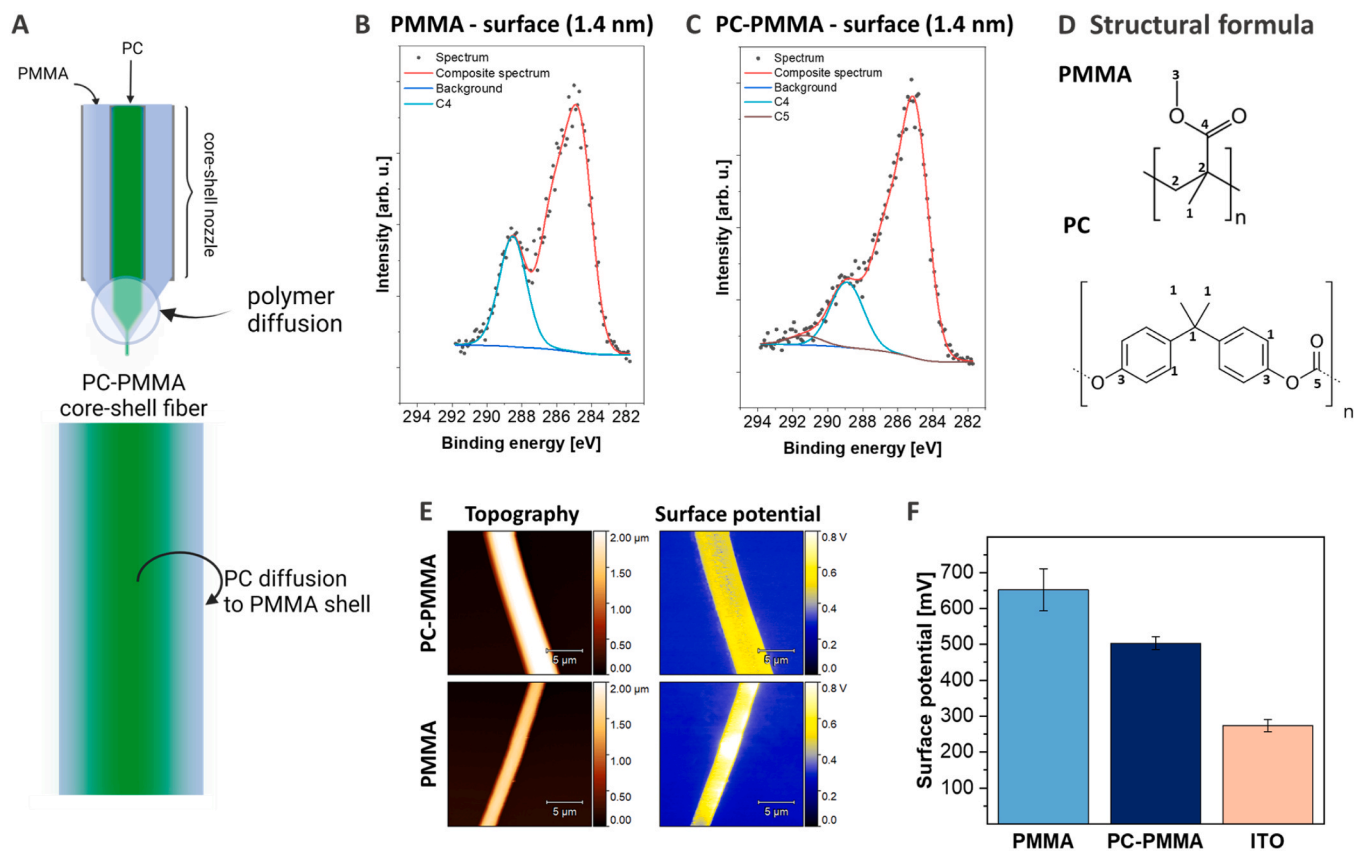 A
PC
PMMA
core-shell nozzle
polymer
diffusion
PC-PMMA
core-shell fiber
PC diffusion
to PMMA shell
B PMMA - surface (1.4 nm)
Spectrum
Composite spectrum
Background
C4
Intensity [arb. u.]
294 292 290 288 286 284 282
Binding energy [eV]
C PC-PMMA - surface (1.4 nm)
Spectrum
Composite spectrum
Background
C4
C5
Intensity [arb. u.]
294 292 290 288 286 284 282
Binding energy [eV]
D Structural formula
PMMA
3
O
4
O
2
2
1
n
PC
1
1
1
1
O
3
1
3
O
O
5
n
E Topography
Surface potential
PC-PMMA
2.00 µm
1.50
1.00
0.50
0.00
5 µm
0.8 V
0.6
0.4
0.2
0.0
5 µm
PMMA
2.00 µm
1.50
1.00
0.50
0.00
5 µm
0.8 V
0.6
0.4
0.2
0.0
5 µm
F
Surface potential [mV]
700
600
500
400
300
200
100
PMMA PC-PMMA ITO